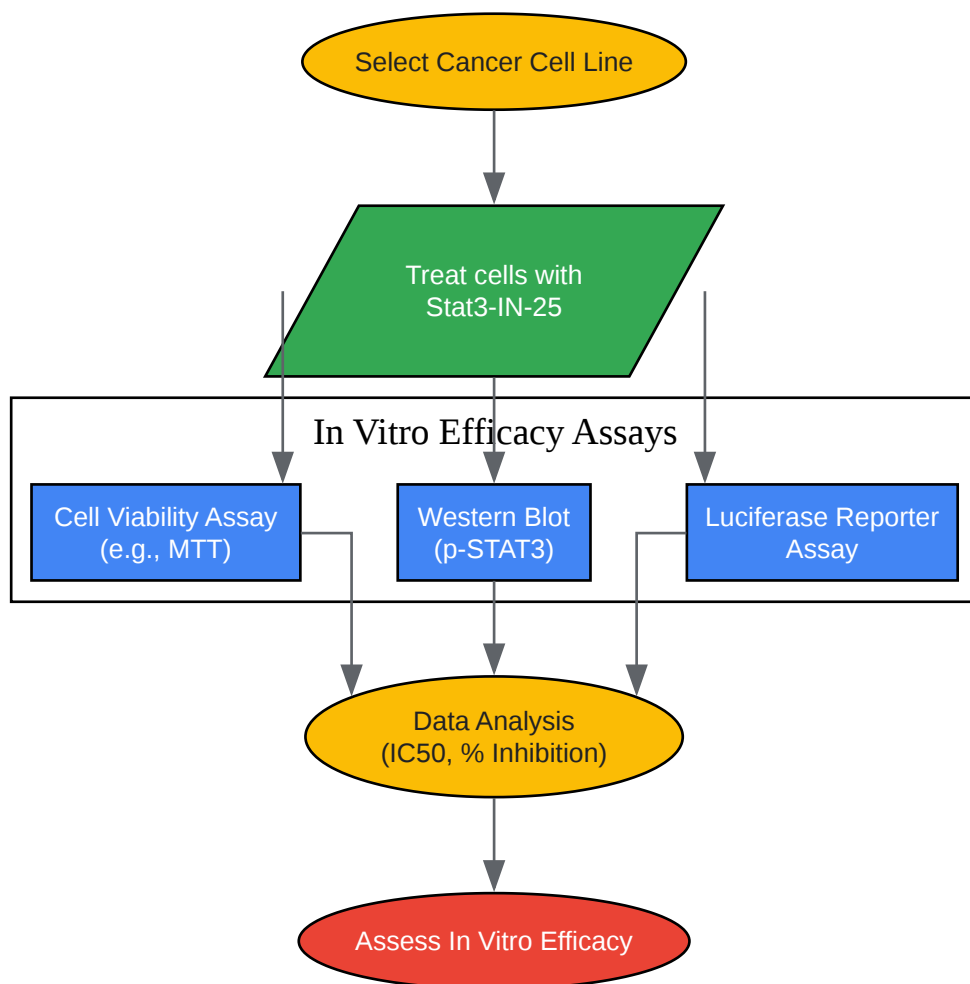 Select Cancer Cell Line
Treat cells with
Stat3-IN-25
In Vitro Efficacy Assays
Cell Viability Assay
(e.g., MTT)
Western Blot
(p-STAT3)
Luciferase Reporter
Assay
Data Analysis
(IC50, % Inhibition)
Assess In Vitro Efficacy